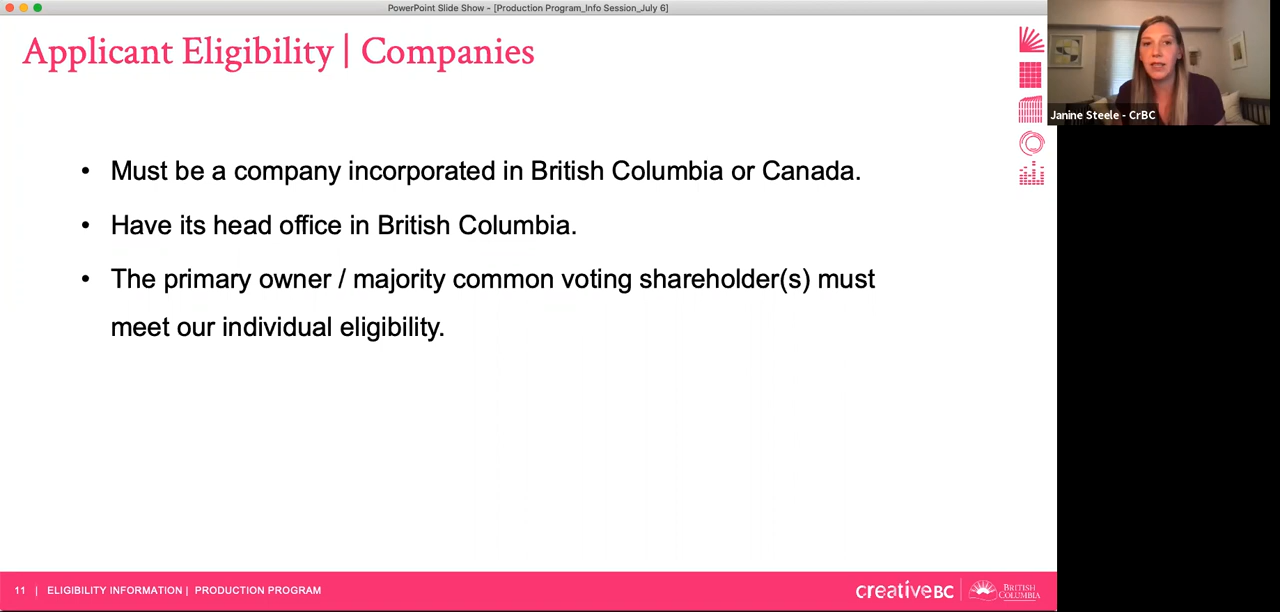 PowerPoint Slide Show - [Production Program_Info Session_July 6]
Applicant Eligibility | Companies
Janine Steele - CrBC
• Must be a company incorporated in British Columbia or Canada.
• Have its head office in British Columbia.
• The primary owner / majority common voting shareholder(s) must
meet our individual eligibility.
11 | ELIGIBILITY INFORMATION | PRODUCTION PROGRAM
creativeBC
BRITISH
COLUMBIA